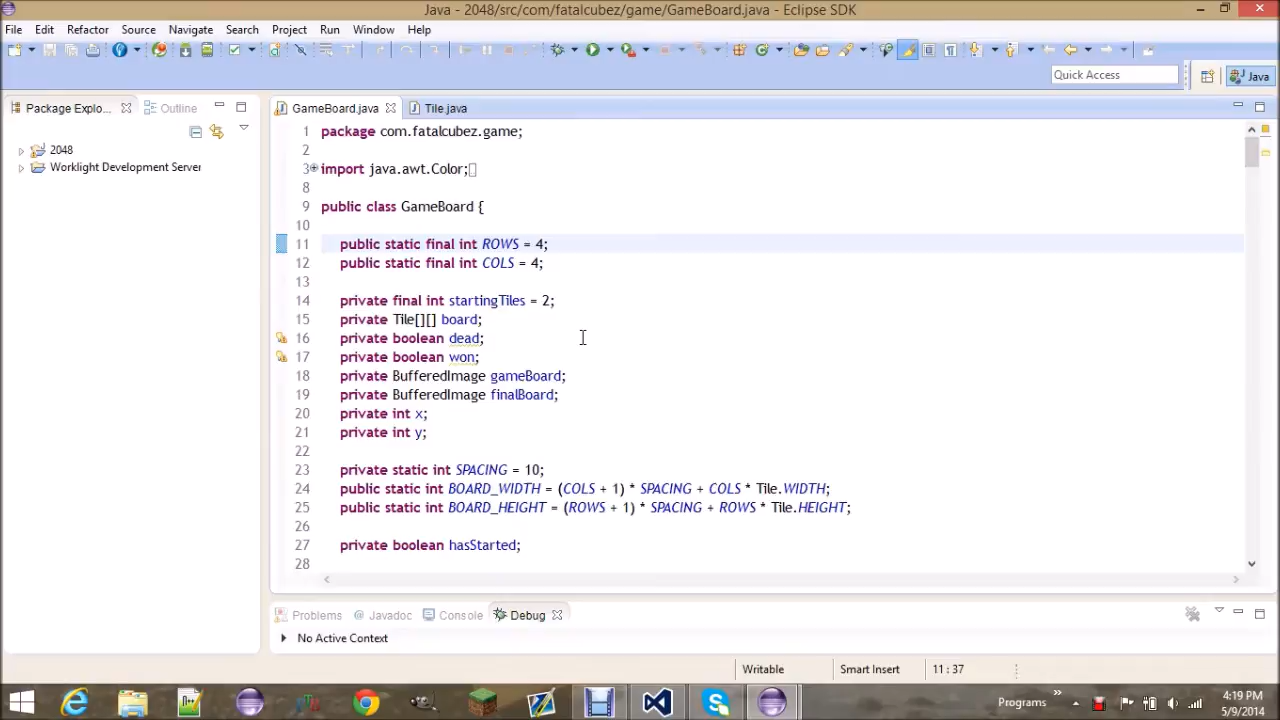 Java - 2048/src/com/fatalcubez/game/GameBoard.java - Eclipse SDK
File Edit Refactor Source Navigate Search Project Run Window Help
Quick Access
Java
Package Explo...
Outline
GameBoard.java
Tile.java
2048
Worklight Development Server
1 package com.fatalcubez.game;
2
3 import java.awt.Color;
8
9 public class GameBoard {
10
11 public static final int ROWS = 4;
12 public static final int COLS = 4;
13
14 private final int startingTiles = 2;
15 private Tile[][] board;
16 private boolean dead;
17 private boolean won;
18 private BufferedImage gameBoard;
19 private BufferedImage finalBoard;
20 private int x;
21 private int y;
22
23 private static int SPACING = 10;
24 public static int BOARD_WIDTH = (COLS + 1) * SPACING + COLS * Tile.WIDTH;
25 public static int BOARD_HEIGHT = (ROWS + 1) * SPACING + ROWS * Tile.HEIGHT;
26
27 private boolean hasStarted;
28
Problems @ Javadoc Console Debug
No Active Context
Writable Smart Insert 11 : 37
Programs »
4:19 PM
5/9/2014